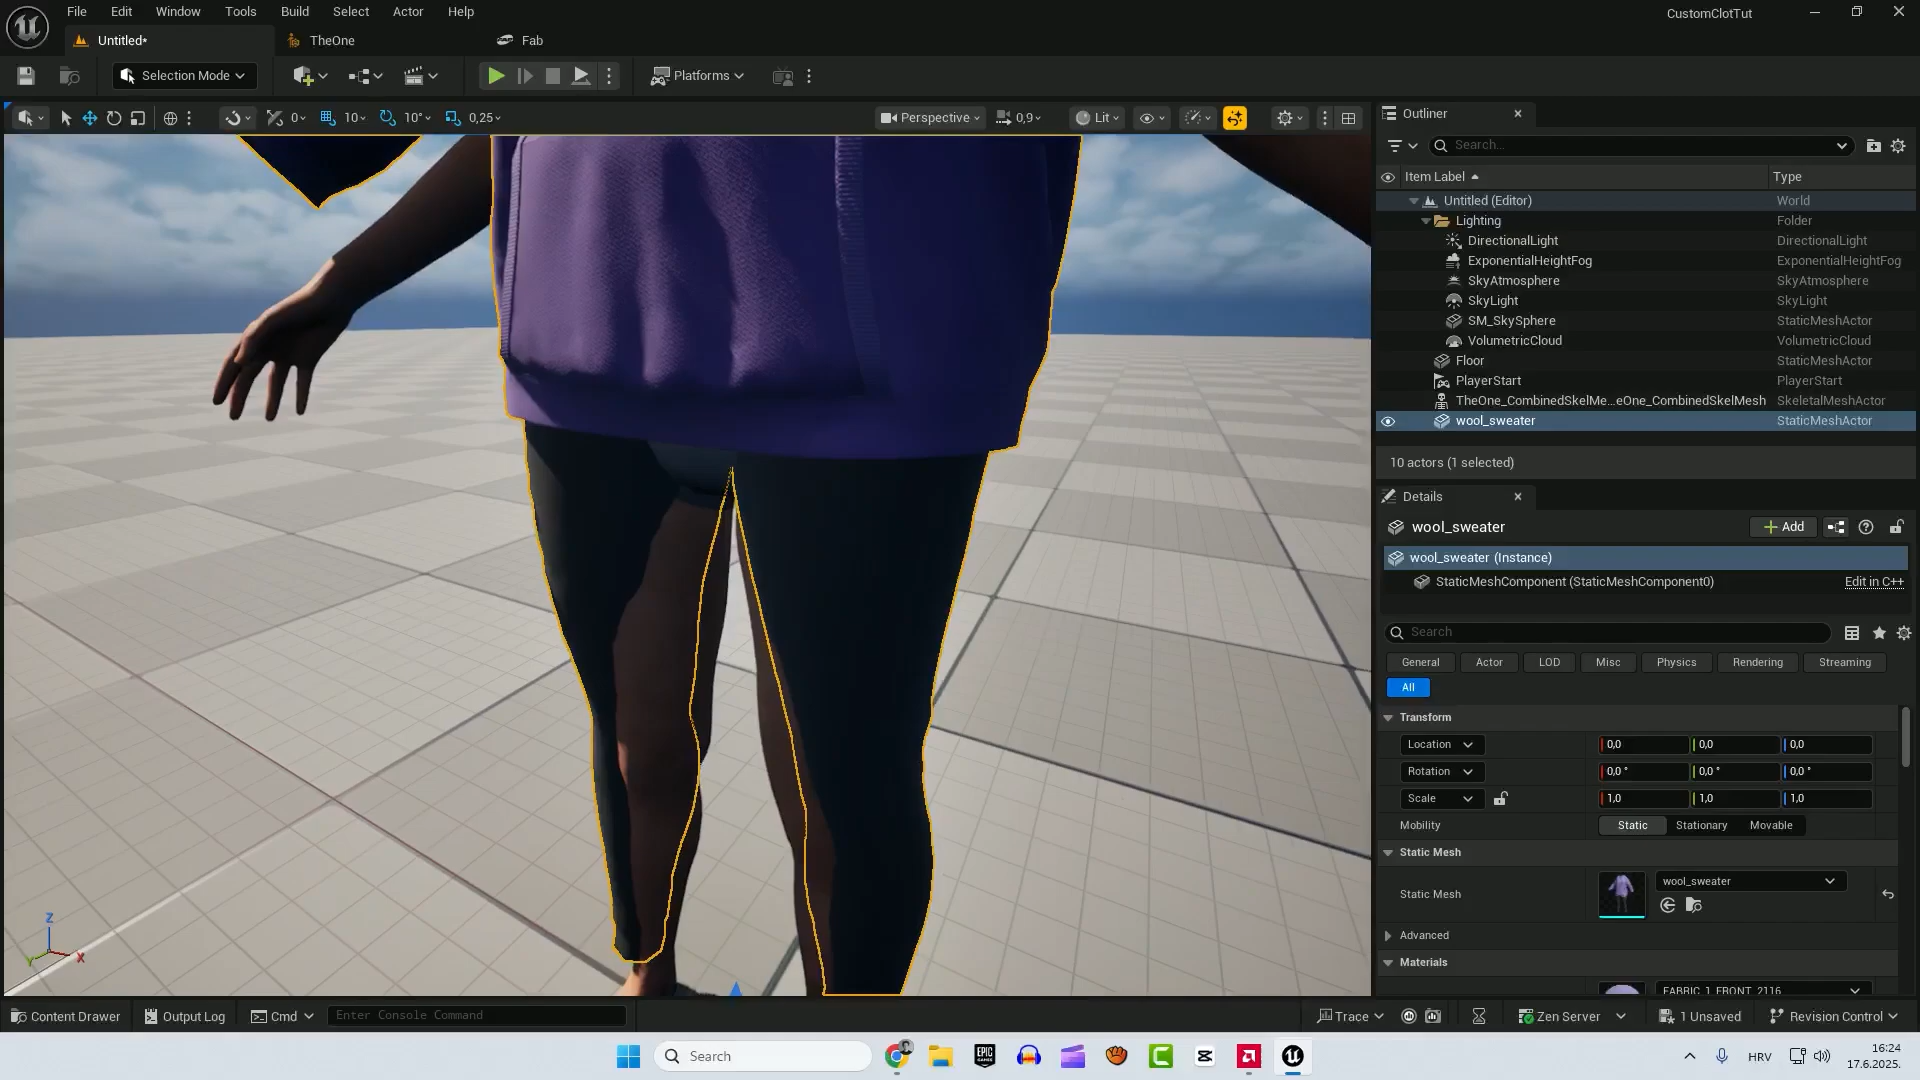 File Edit Window Tools Build Select Actor Help
CustomClotTut
Untitled*
TheOne
Fab
Selection Mode
Platforms
0
10
10°
0,25
Perspective
0,9
Lit
Outliner
Search...
Item Label
Type
Untitled (Editor) World
Lighting Folder
DirectionalLight DirectionalLight
ExponentialHeightFog ExponentialHeightFog
SkyAtmosphere SkyAtmosphere
SkyLight SkyLight
SM_SkySphere StaticMeshActor
VolumetricCloud VolumetricCloud
Floor StaticMeshActor
PlayerStart PlayerStart
TheOne_CombinedSkelMe...eOne_CombinedSkelMesh SkeletalMeshActor
wool_sweater StaticMeshActor
10 actors (1 selected)
Details
wool_sweater
Add
wool_sweater (Instance)
StaticMeshComponent (StaticMeshComponent0) Edit in C++
Search
General Actor LOD Misc Physics Rendering Streaming
All
Transform
Location 0,0 0,0 0,0
Rotation 0,0 ° 0,0 ° 0,0 °
Scale 1,0 1,0 1,0
Mobility Static Stationary Movable
Static Mesh
Static Mesh wool_sweater
Advanced
Materials
FABRIC_1_FRONT_2116
Z
Y
X
Content Drawer Output Log Cmd Enter Console Command
Trace Zen Server 1 Unsaved Revision Control
Search
EPIC GAMES
HRV
16:24
17.6.2025.